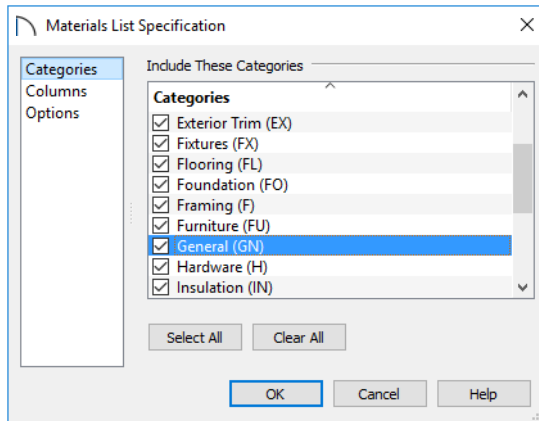 Materials List Specification
Categories
Columns
Options
Include These Categories
Categories
Exterior Trim (EX)
Fixtures (FX)
Flooring (FL)
Foundation (FO)
Framing (F)
Furniture (FU)
General (GN)
Hardware (H)
Insulation (IN)
Select All Clear All
OK Cancel Help